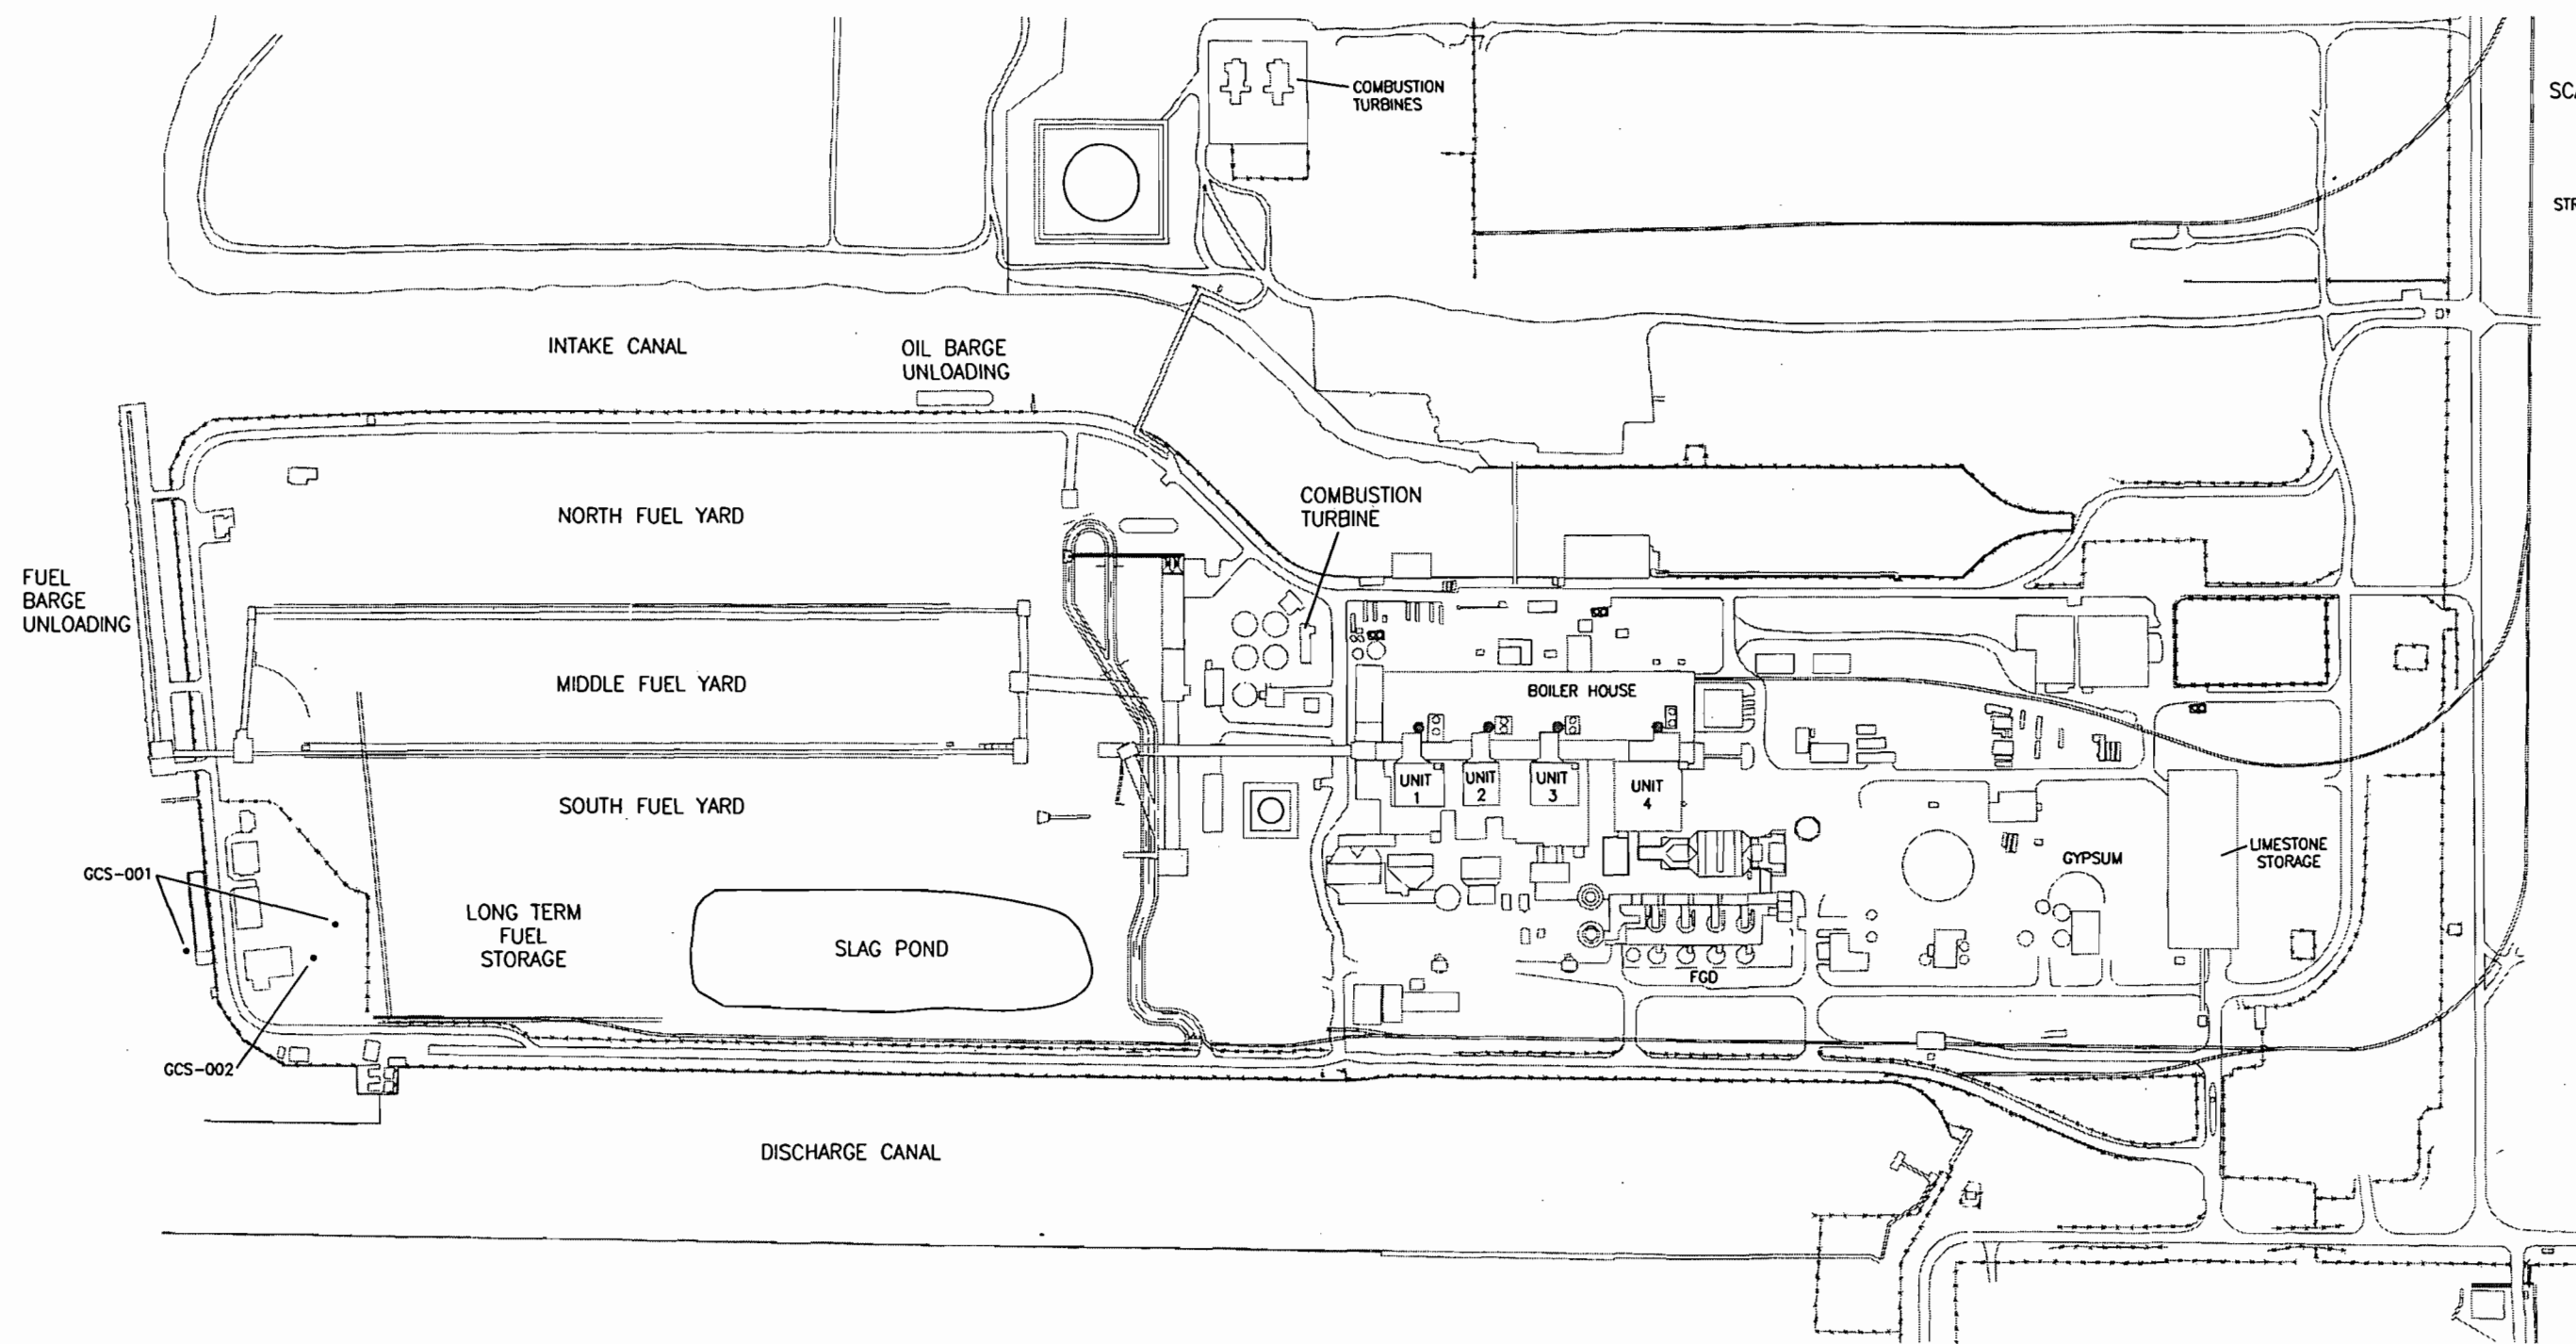 COMBUSTION
TURBINES
SCA
STR
INTAKE CANAL
OIL BARGE
UNLOADING
NORTH FUEL YARD
COMBUSTION
TURBINE
FUEL
BARGE
UNLOADING
MIDDLE FUEL YARD
BOILER HOUSE
SOUTH FUEL YARD
UNIT
1
UNIT
2
UNIT
3
UNIT
4
GCS-001
LONG TERM
FUEL
STORAGE
SLAG POND
GYPSUM
LIMESTONE
STORAGE
FGD
GCS-002
DISCHARGE CANAL